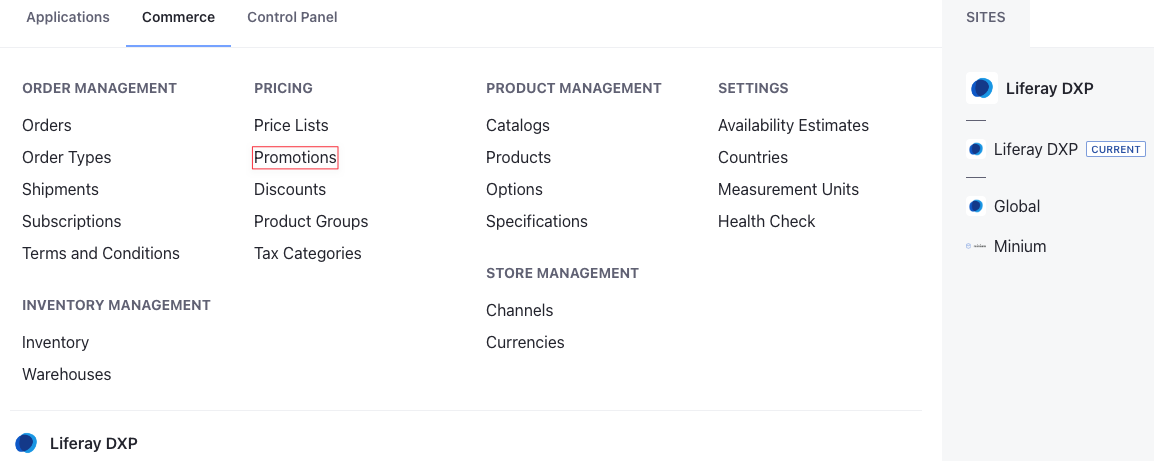 Applications
Commerce
Control Panel
SITES
ORDER MANAGEMENT
Orders
Order Types
Shipments
Subscriptions
Terms and Conditions
INVENTORY MANAGEMENT
Inventory
Warehouses
PRICING
Price Lists
Promotions
Discounts
Product Groups
Tax Categories
PRODUCT MANAGEMENT
Catalogs
Products
Options
Specifications
STORE MANAGEMENT
Channels
Currencies
SETTINGS
Availability Estimates
Countries
Measurement Units
Health Check
Liferay DXP
Liferay DXP CURRENT
Global
Minium
Liferay DXP